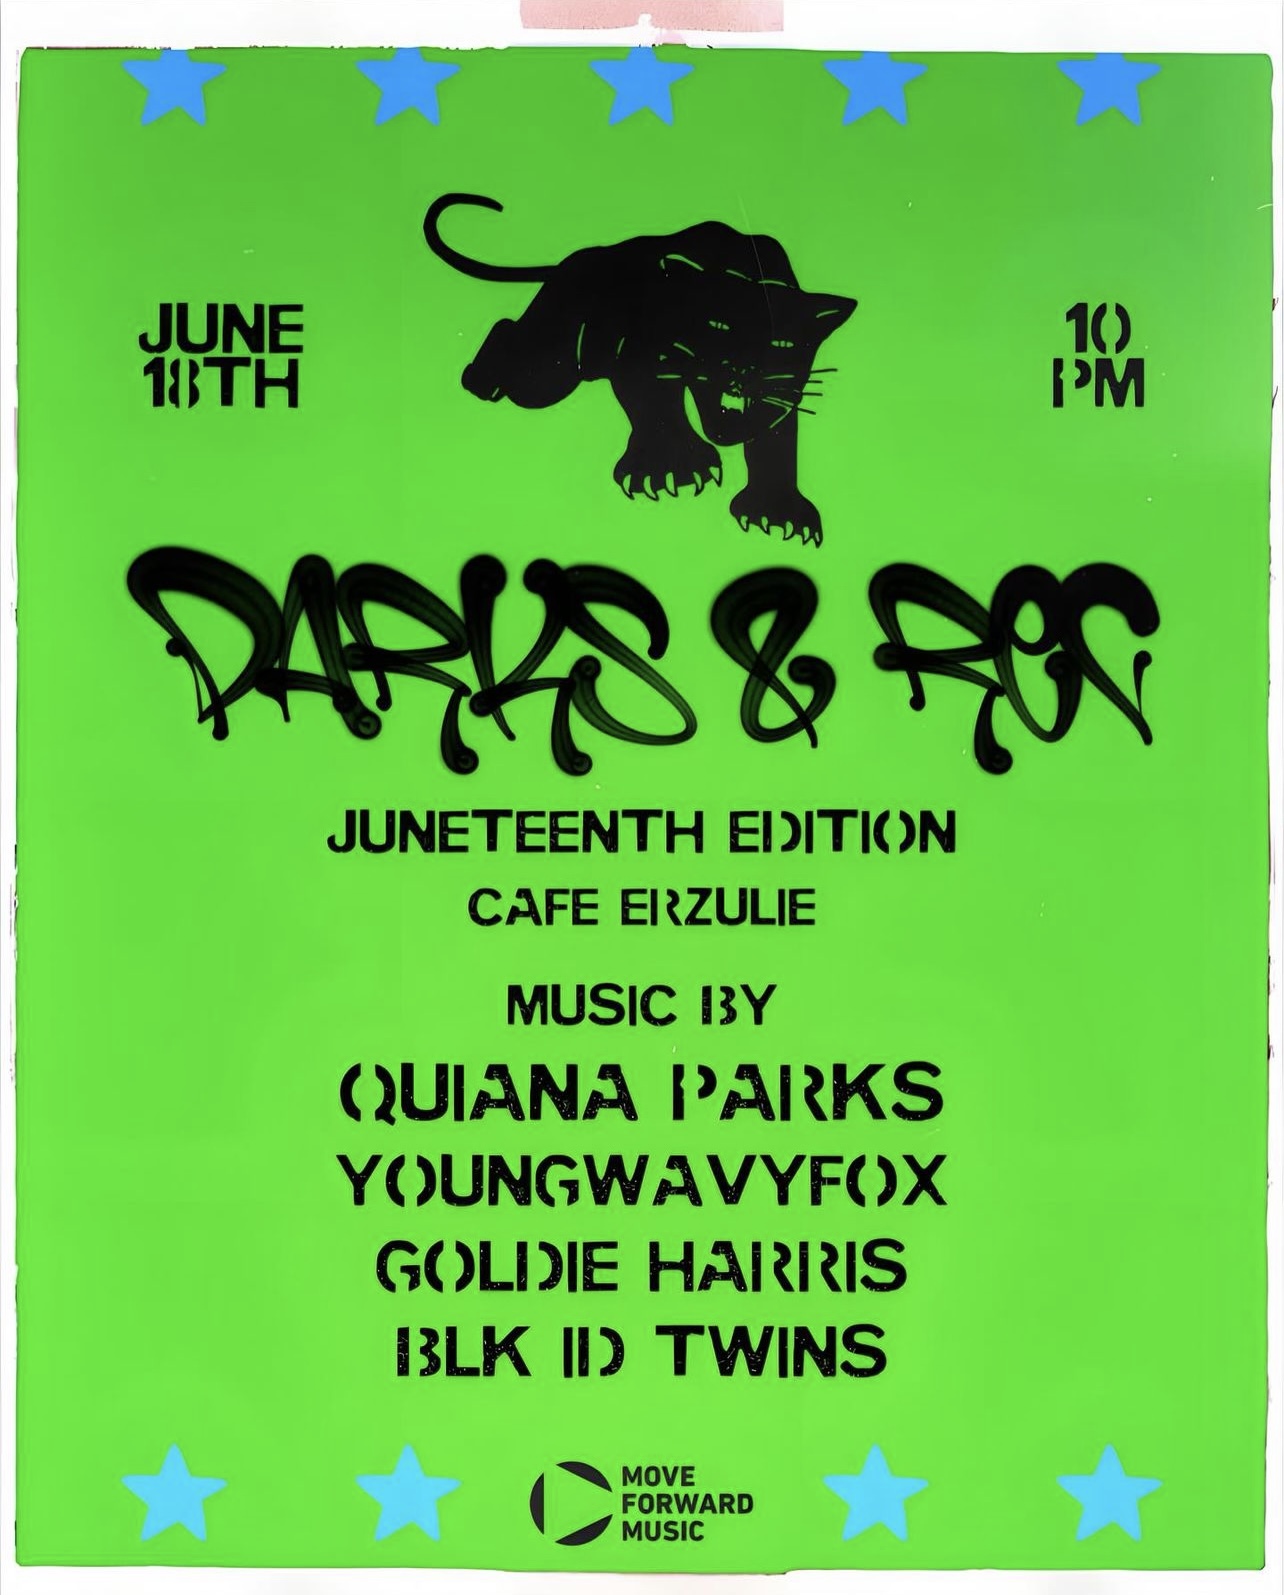 JUNE
18TH
10
PM
PARKS & REC
JUNETEENTH EDITION
CAFE ERZULIE
MUSIC BY
QUIANA PARKS
YOUNGWAVYFOX
GOLDIE HARRIS
BLK ID TWINS
MOVE
FORWARD
MUSIC